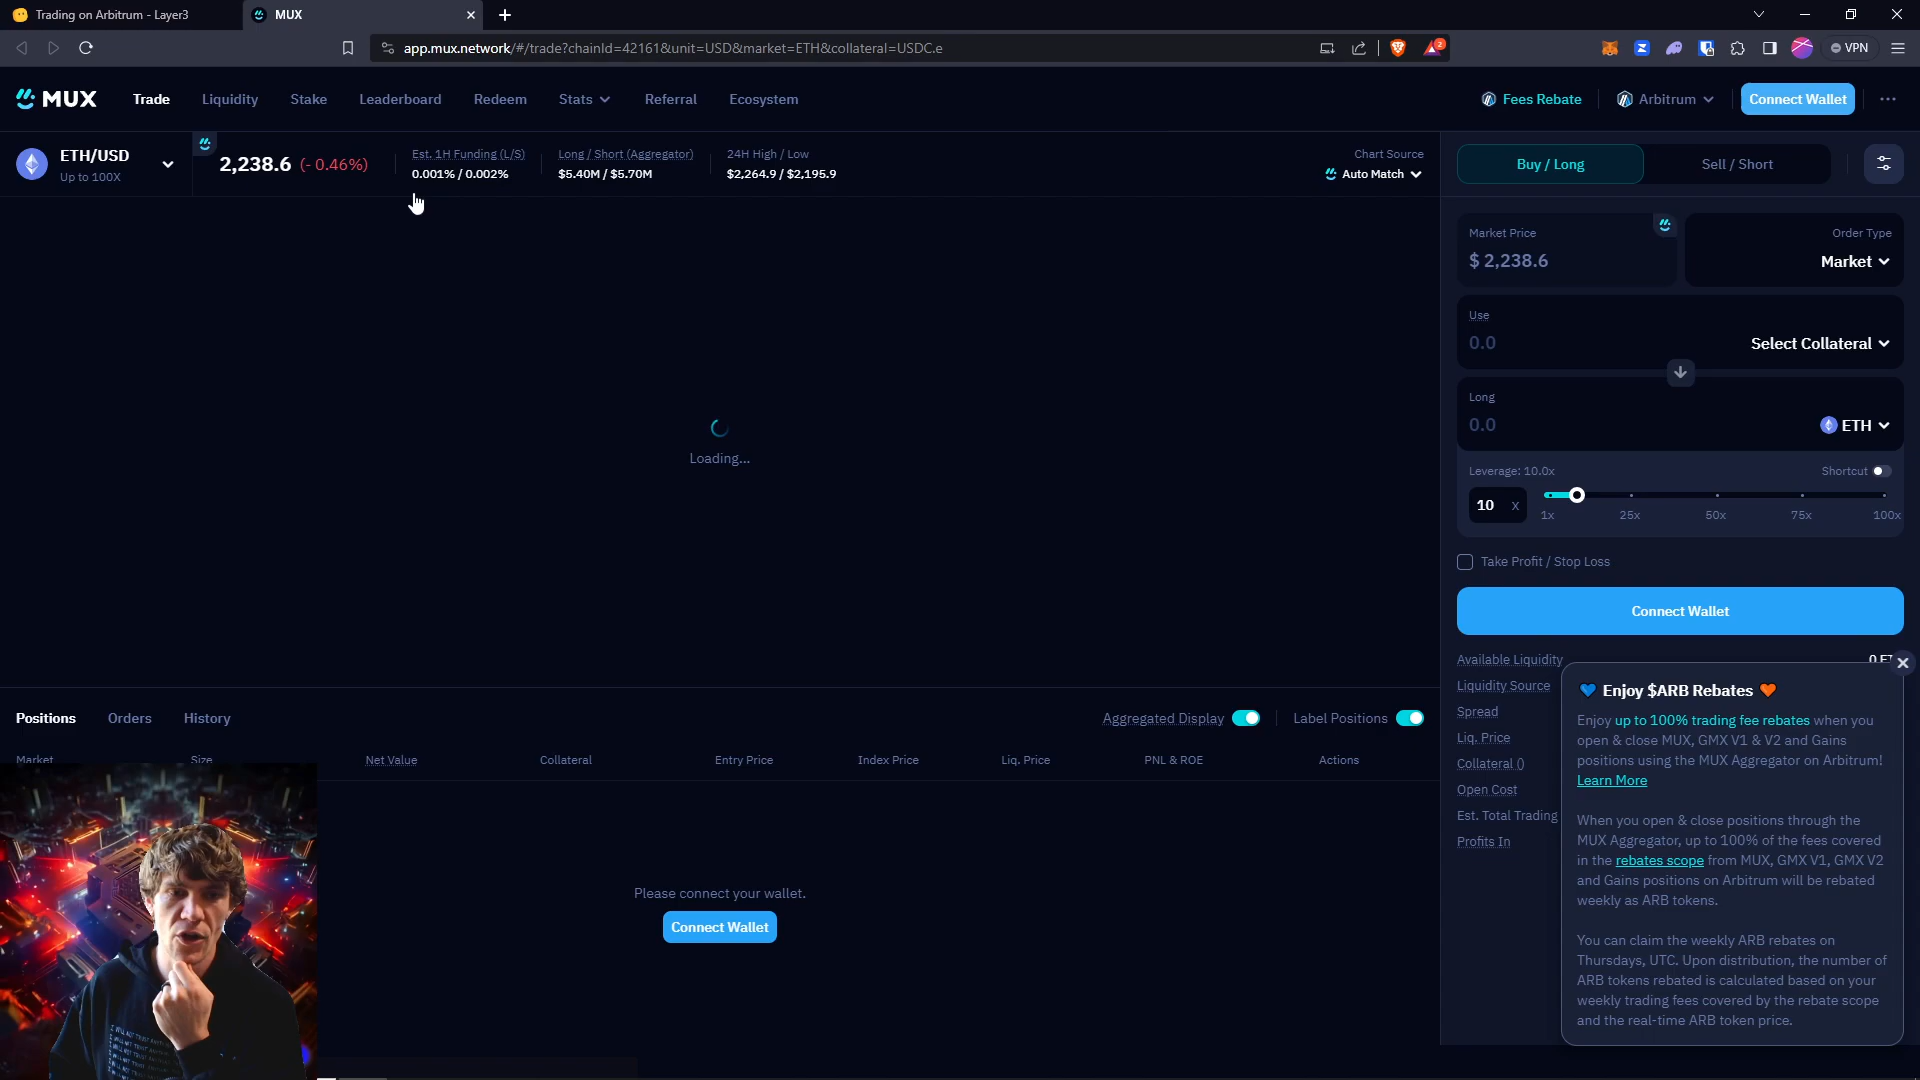 Trading on Arbitrum - Layer3
MUX
app.mux.network/#/trade?chainId=42161&unit=USD&market=ETH&collateral=USDC.e
2
VPN
MUX
Trade
Liquidity
Stake
Leaderboard
Redeem
Stats
Referral
Ecosystem
Fees Rebate
Arbitrum
Connect Wallet
ETH/USD
Up to 100X
2,238.6 (- 0.46%)
Est. 1H Funding (L/S)
0.001% / 0.002%
Long / Short (Aggregator)
$5.40M / $5.70M
24H High / Low
$2,264.9 / $2,195.9
Chart Source
Auto Match
Loading...
Buy / Long
Sell / Short
Market Price
$ 2,238.6
Order Type
Market
Use
0.0
Select Collateral
Long
0.0
ETH
Leverage: 10.0x
Shortcut
10 x
1x
25x
50x
75x
100x
Take Profit / Stop Loss
Connect Wallet
Available Liquidity
Liquidity Source
Spread
Liq. Price
Collateral ()
Open Cost
Est. Total Trading
Profits In
Enjoy $ARB Rebates
Enjoy up to 100% trading fee rebates when you
open & close MUX, GMX V1 & V2 and Gains
positions using the MUX Aggregator on Arbitrum!
Learn More
When you open & close positions through the
MUX Aggregator, up to 100% of the fees covered
in the rebates scope from MUX, GMX V1, GMX V2
and Gains positions on Arbitrum will be rebated
weekly as ARB tokens.
You can claim the weekly ARB rebates on
Thursdays, UTC. Upon distribution, the number of
ARB tokens rebated is calculated based on your
weekly trading fees covered by the rebate scope
and the real-time ARB token price.
Positions
Orders
History
Aggregated Display
Label Positions
Market
Size
Net Value
Collateral
Entry Price
Index Price
Liq. Price
PNL & ROE
Actions
Please connect your wallet.
Connect Wallet